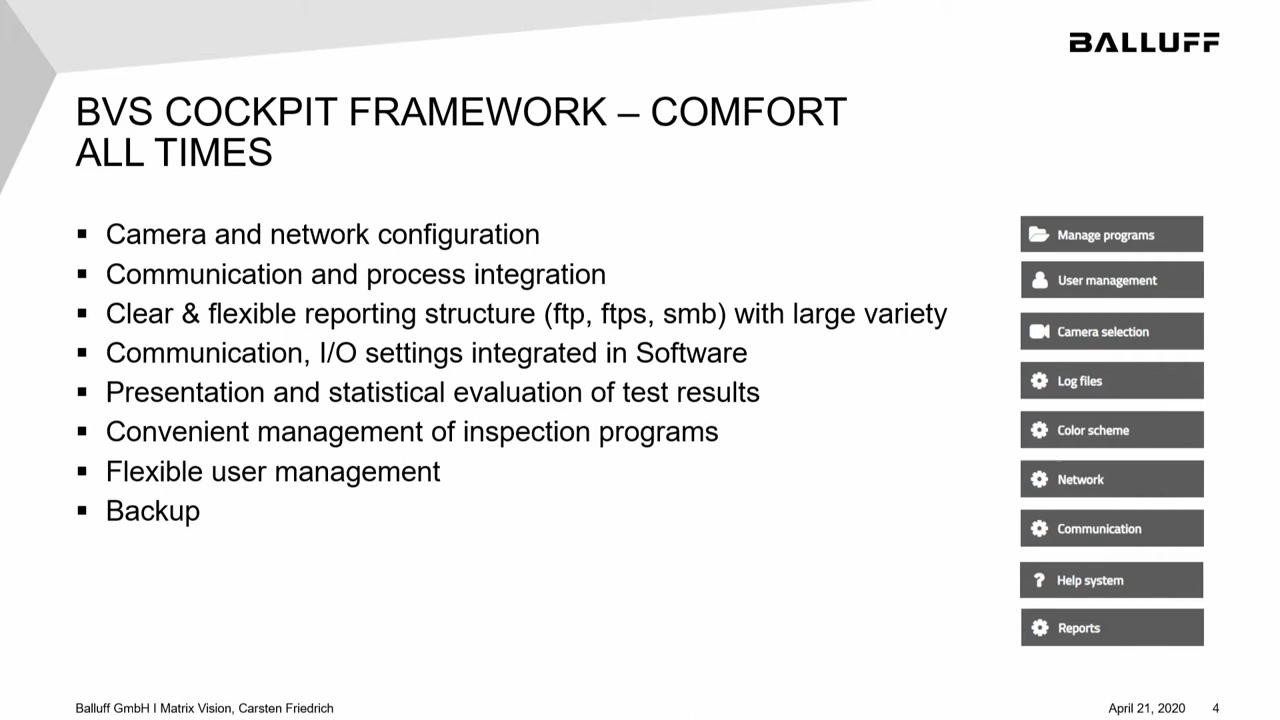 BALLUFF
BVS COCKPIT FRAMEWORK – COMFORT
ALL TIMES
▪ Camera and network configuration
▪ Communication and process integration
▪ Clear & flexible reporting structure (ftp, ftps, smb) with large variety
▪ Communication, I/O settings integrated in Software
▪ Presentation and statistical evaluation of test results
▪ Convenient management of inspection programs
▪ Flexible user management
▪ Backup
Manage programs
User management
Camera selection
Log files
Color scheme
Network
Communication
? Help system
Reports
Balluff GmbH I Matrix Vision, Carsten Friedrich
April 21, 2020 4